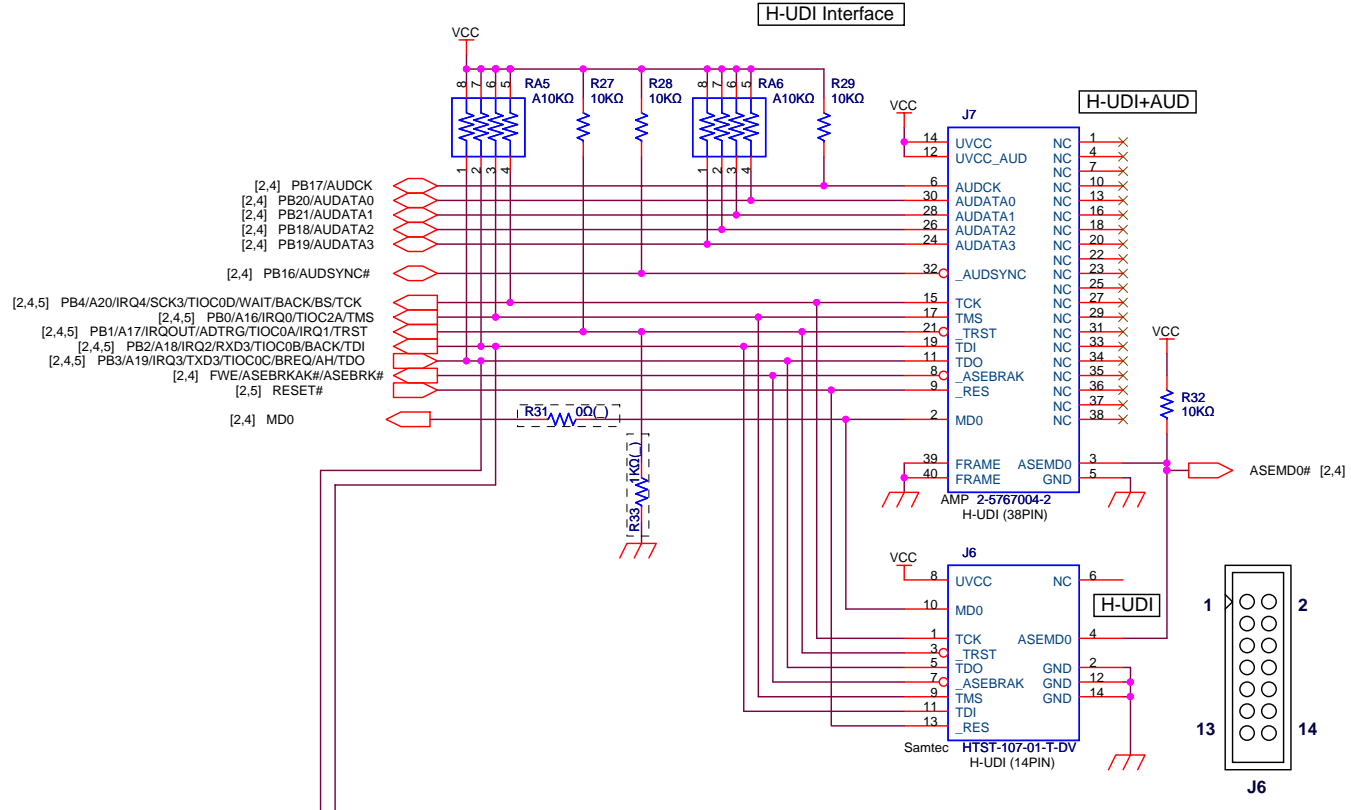 H-UDI Interface
VCC
8 7 6 5
RA5
A10KΩ
R27
10KΩ
R28
10KΩ
8 7 6 5
RA6
A10KΩ
R29
10KΩ
1 2 3 4
1 2 3 4
H-UDI+AUD
VCC
J7
14 UVCC
12 UVCC_AUD
6 AUDCK
30 AUDATA0
28 AUDATA1
26 AUDATA2
24 AUDATA3
32 _AUDSYNC
15 TCK
17 TMS
21 _TRST
19 TDI
11 TDO
8 _ASEBRAK
9 _RES
2 MD0
39 FRAME
40 FRAME
NC 1
NC 4
NC 7
NC 10
NC 13
NC 16
NC 18
NC 20
NC 22
NC 23
NC 25
NC 27
NC 29
NC 31
NC 33
NC 34
NC 35
NC 36
NC 37
NC 38
ASEMD0 3
GND 5
AMP 2-5767004-2
H-UDI (38PIN)
[2,4] PB17/AUDCK
[2,4] PB20/AUDATA0
[2,4] PB21/AUDATA1
[2,4] PB18/AUDATA2
[2,4] PB19/AUDATA3
[2,4] PB16/AUDSYNC#
[2,4,5] PB4/A20/IRQ4/SCK3/TIOC0D/WAIT/BACK/BS/TCK
[2,4,5] PB0/A16/IRQ0/TIOC2A/TMS
[2,4,5] PB1/A17/IRQOUT/ADTRG/TIOC0A/IRQ1/TRST
[2,4,5] PB2/A18/IRQ2/RXD3/TIOC0B/BACK/TDI
[2,4,5] PB3/A19/IRQ3/TXD3/TIOC0C/BREQ/AH/TDO
[2,4] FWE/ASEBRKAK#/ASEBRK#
[2,5] RESET#
[2,4] MD0
R31 0Ω(_)
R33 1KΩ(_)
VCC
R32
10KΩ
ASEMD0# [2,4]
VCC
J6
8 UVCC
10 MD0
1 TCK
3 _TRST
5 TDO
7 _ASEBRAK
9 TMS
11 TDI
13 _RES
NC 6
ASEMD0 4
GND 2
GND 12
GND 14
H-UDI
Samtec HTST-107-01-T-DV
H-UDI (14PIN)
1 2
13 14
J6